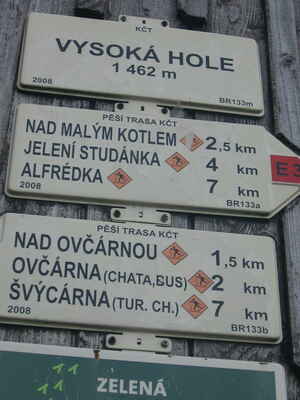 KČT
VYSOKÁ HOLE
1 462 m
2008 BR133m
PĚŠÍ TRASA KČT
NAD MALÝM KOTLEM 2,5 km
JELENÍ STUDÁNKA 4 km
ALFRÉDKA 7 km
2008 BR133a
E3
PĚŠÍ TRASA KČT
NAD OVČÁRNOU 1,5 km
OVČÁRNA (CHATA,BUS) 2 km
ŠVÝCÁRNA (TUR. CH.) 7 km
2008 BR133b
ZELENÁ